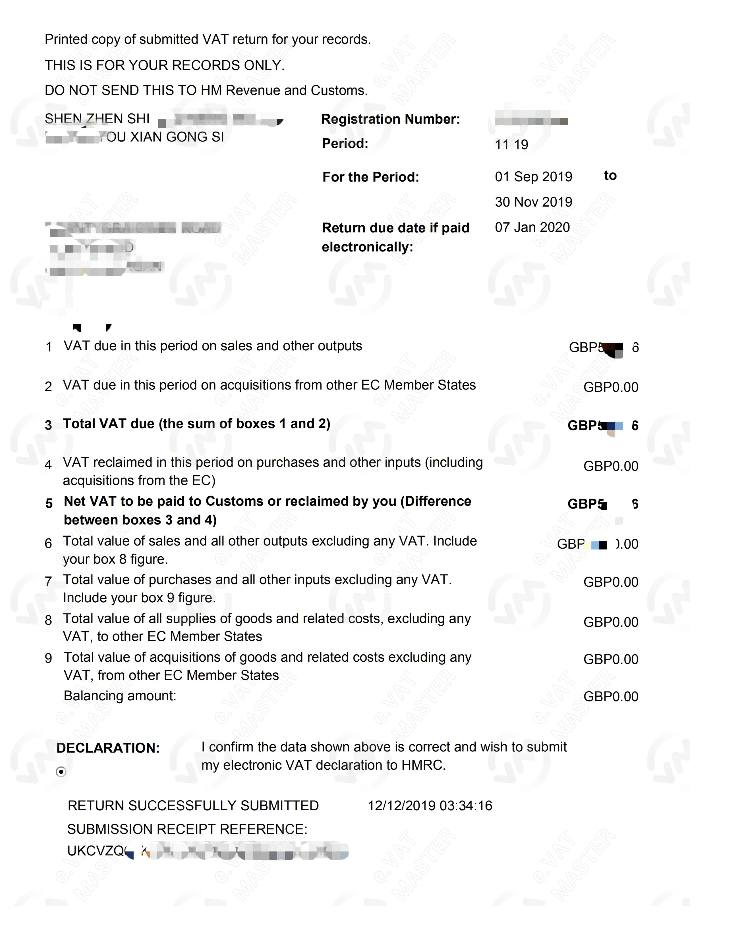 Printed copy of submitted VAT return for your records.
THIS IS FOR YOUR RECORDS ONLY.
DO NOT SEND THIS TO HM Revenue and Customs.
SHEN ZHEN SHI
OU XIAN GONG SI
Registration Number:
Period: 11 19
For the Period: 01 Sep 2019 to
30 Nov 2019
Return due date if paid 07 Jan 2020
electronically:
1 VAT due in this period on sales and other outputs GBP5 6
2 VAT due in this period on acquisitions from other EC Member States GBP0.00
3 Total VAT due (the sum of boxes 1 and 2) GBP5 6
4 VAT reclaimed in this period on purchases and other inputs (including GBP0.00
acquisitions from the EC)
5 Net VAT to be paid to Customs or reclaimed by you (Difference GBP5 6
between boxes 3 and 4)
6 Total value of sales and all other outputs excluding any VAT. Include GBP .00
your box 8 figure.
7 Total value of purchases and all other inputs excluding any VAT. GBP0.00
Include your box 9 figure.
8 Total value of all supplies of goods and related costs, excluding any GBP0.00
VAT, to other EC Member States
9 Total value of acquisitions of goods and related costs excluding any GBP0.00
VAT, from other EC Member States
Balancing amount: GBP0.00
DECLARATION: I confirm the data shown above is correct and wish to submit
my electronic VAT declaration to HMRC.
RETURN SUCCESSFULLY SUBMITTED 12/12/2019 03:34:16
SUBMISSION RECEIPT REFERENCE:
UKCVZQ
e.VAT MASTER